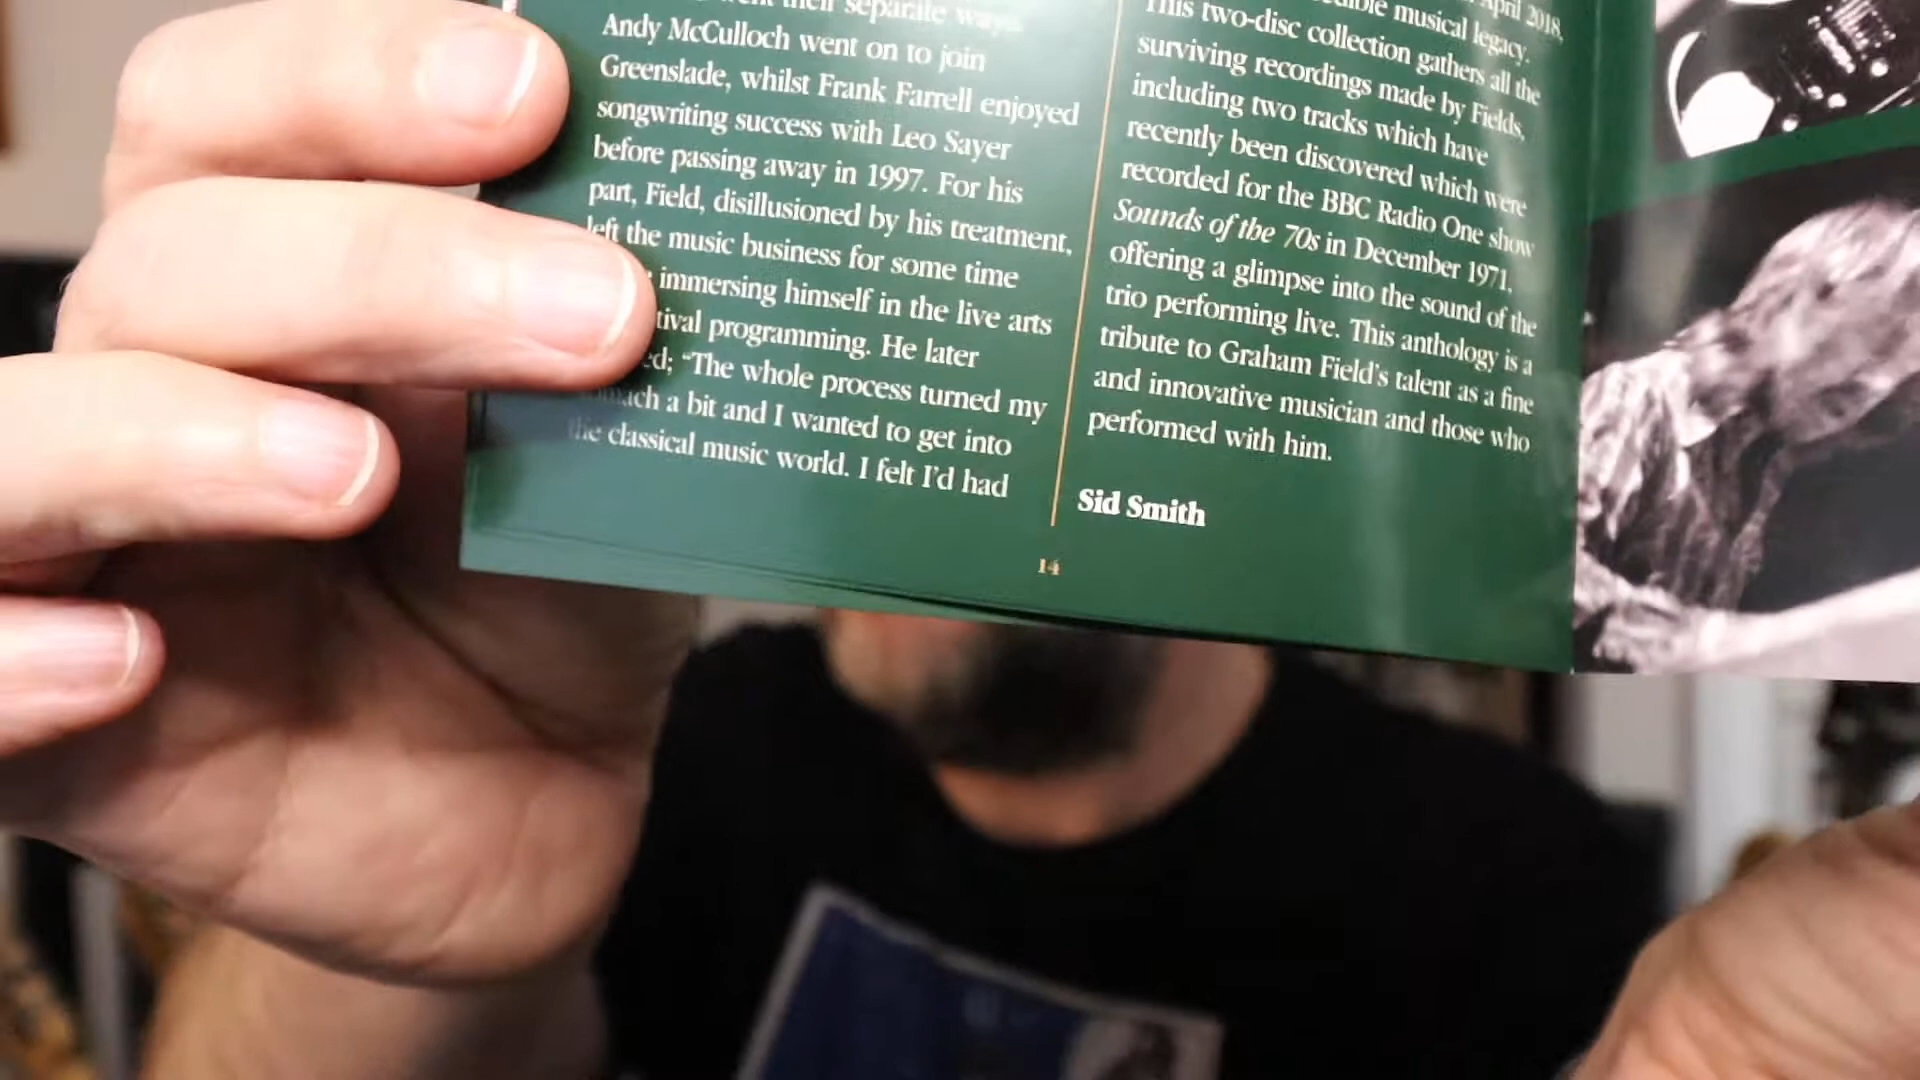 their separate ways.
Andy McCulloch went on to join
Greenslade, whilst Frank Farrell enjoyed
songwriting success with Leo Sayer
before passing away in 1997. For his
part, Field, disillusioned by his treatment,
left the music business for some time
immersing himself in the live arts
programming. He later
"The whole process turned my
a bit and I wanted to get into
the classical music world. I felt I'd had
April 2018,
musical legacy.
This two-disc collection gathers all the
surviving recordings made by Fields,
including two tracks which have
recently been discovered which were
recorded for the BBC Radio One show
Sounds of the 70s in December 1971,
offering a glimpse into the sound of the
trio performing live. This anthology is a
tribute to Graham Field's talent as a fine
and innovative musician and those who
performed with him.
Sid Smith
14